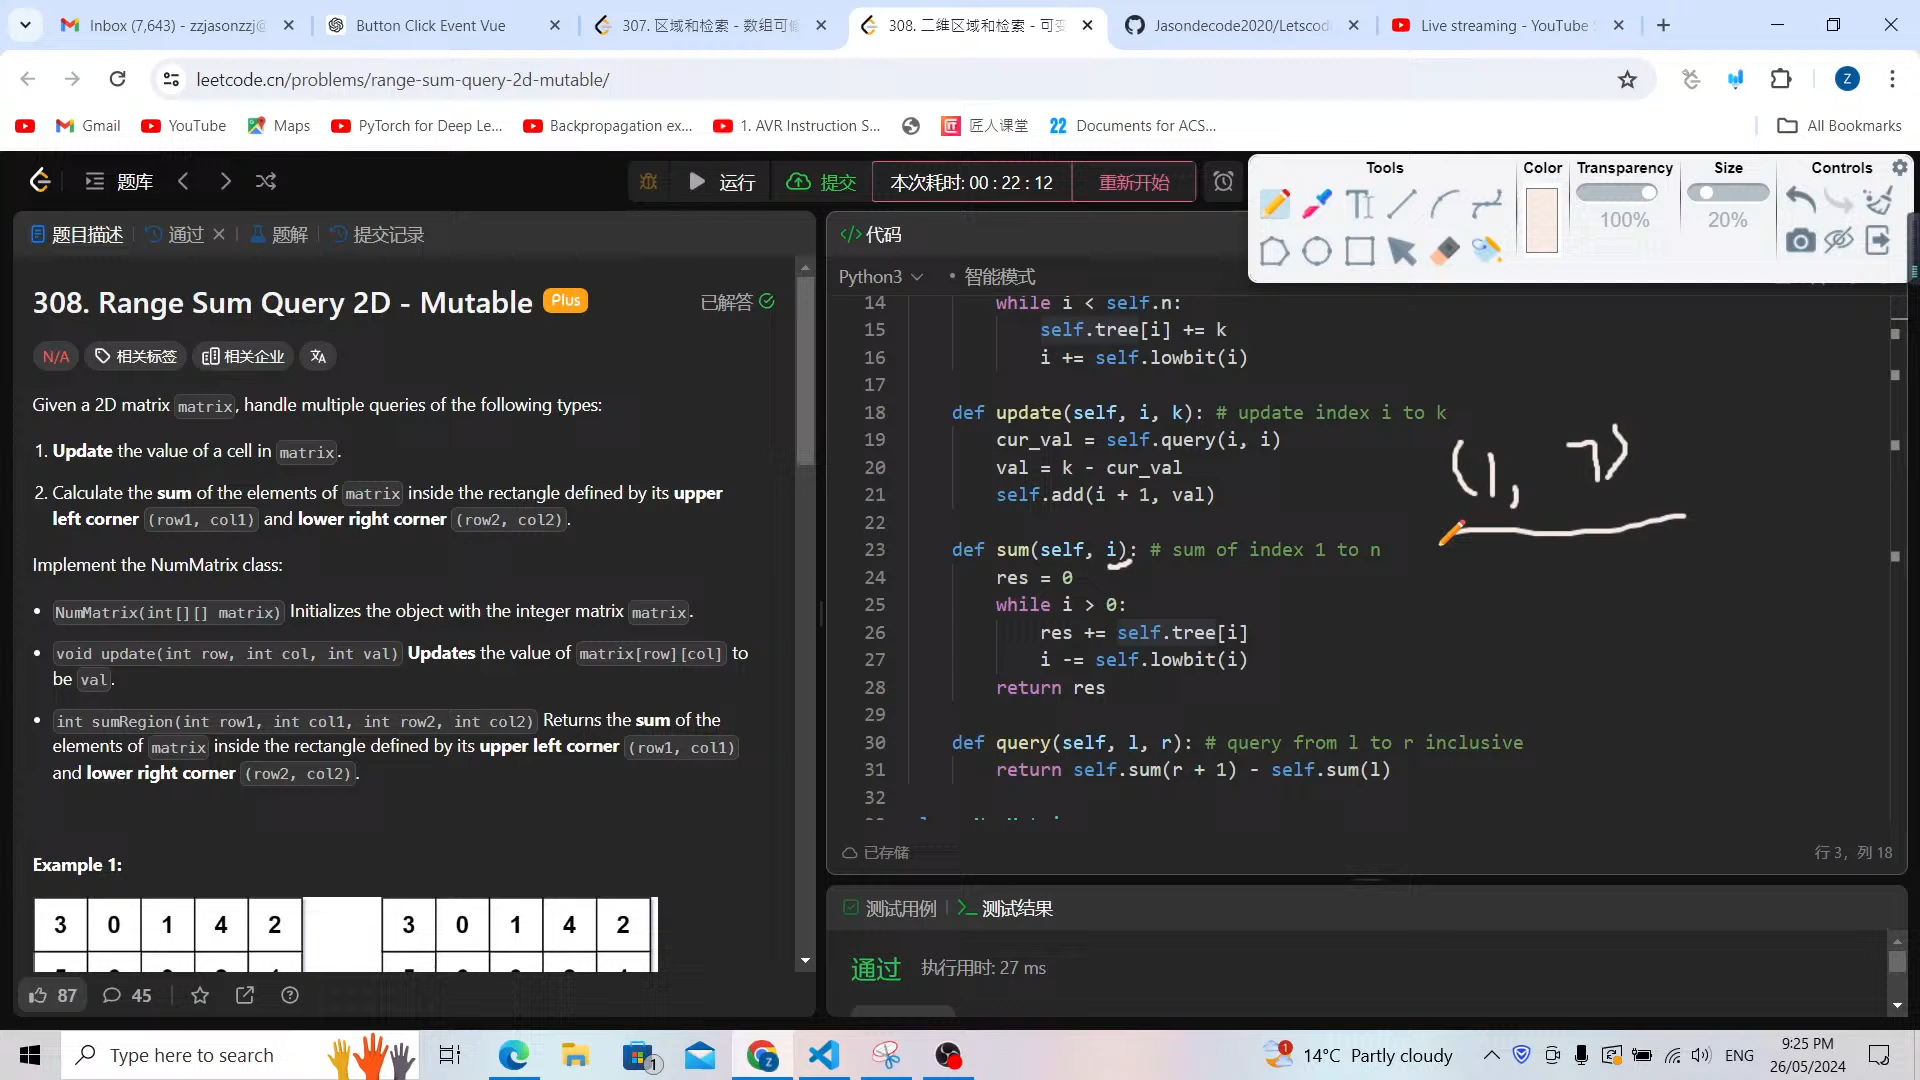 Inbox (7,643) - zzjasonzzj@
Button Click Event Vue
307. 区域和检索 - 数组可修
308. 二维区域和检索 - 可变
Jasondecode2020/Letscod
Live streaming - YouTube S
leetcode.cn/problems/range-sum-query-2d-mutable/
Z
Gmail
YouTube
Maps
PyTorch for Deep Le...
Backpropagation ex...
1. AVR Instruction S...
匠人课堂
22 Documents for ACS...
All Bookmarks
题库
运行
提交
本次耗时: 00 : 22 : 12
重新开始
Tools
Color
Transparency
100%
Size
20%
Controls
题目描述
通过
题解
提交记录
308. Range Sum Query 2D - Mutable
Plus
已解答
N/A
相关标签
相关企业
Given a 2D matrix matrix, handle multiple queries of the following types:
1. Update the value of a cell in matrix.
2. Calculate the sum of the elements of matrix inside the rectangle defined by its upper
left corner (row1, col1) and lower right corner (row2, col2).
Implement the NumMatrix class:
• NumMatrix(int[][] matrix) Initializes the object with the integer matrix matrix.
• void update(int row, int col, int val) Updates the value of matrix[row][col] to
be val.
• int sumRegion(int row1, int col1, int row2, int col2) Returns the sum of the
elements of matrix inside the rectangle defined by its upper left corner (row1, col1)
and lower right corner (row2, col2).
Example 1:
3 0 1 4 2
3 0 1 4 2
87
45
代码
Python3
• 智能模式
14 while i < self.n:
15 self.tree[i] += k
16 i += self.lowbit(i)
17
18 def update(self, i, k): # update index i to k
19 cur_val = self.query(i, i)
20 val = k - cur_val
21 self.add(i + 1, val)
22
23 def sum(self, i): # sum of index 1 to n
24 res = 0
25 while i > 0:
26 res += self.tree[i]
27 i -= self.lowbit(i)
28 return res
29
30 def query(self, l, r): # query from l to r inclusive
31 return self.sum(r + 1) - self.sum(l)
32
(1, 7)
已存储
行 3, 列 18
测试用例
测试结果
通过
执行用时: 27 ms
Type here to search
1
1
14°C Partly cloudy
ENG
9:25 PM
26/05/2024